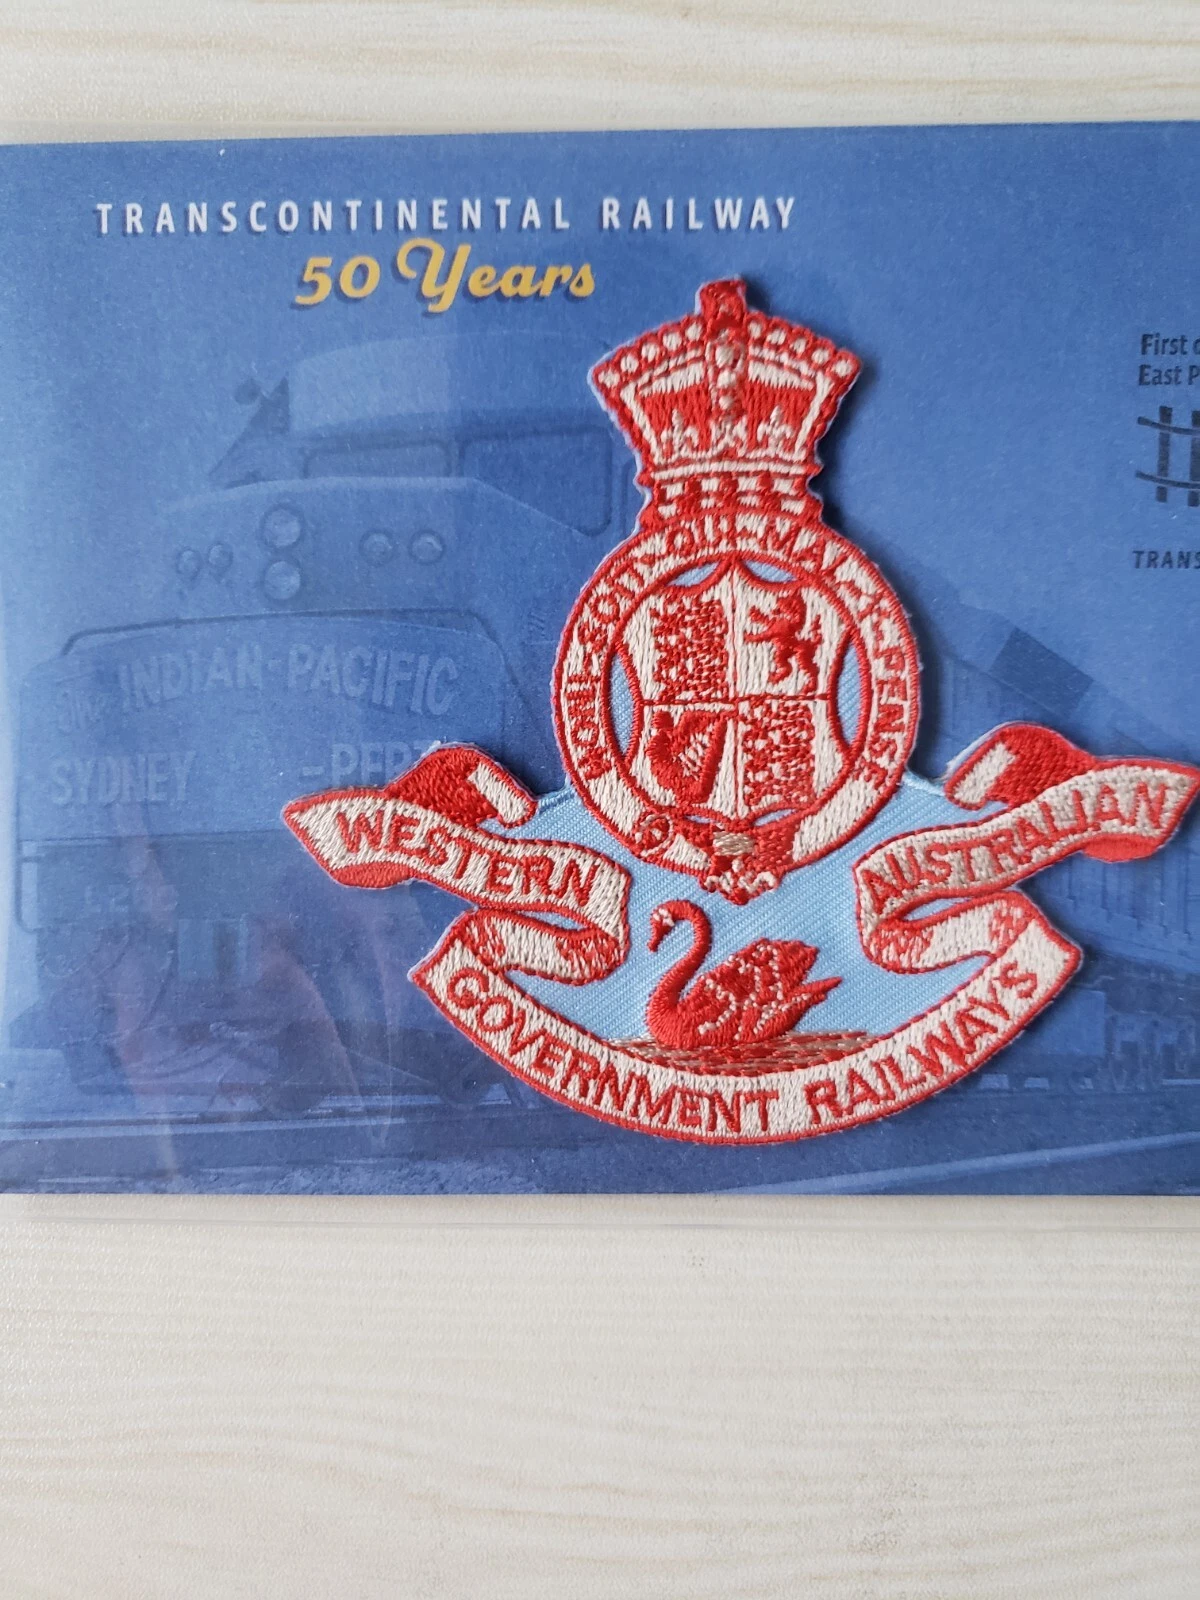 TRANSCONTINENTAL RAILWAY
50 Years
First
East P
TRANS
INDIAN-PACIFIC
SYDNEY
HONI·SOIT·QUI·MAL·Y·PENSE
WESTERN
AUSTRALIAN
GOVERNMENT RAILWAYS